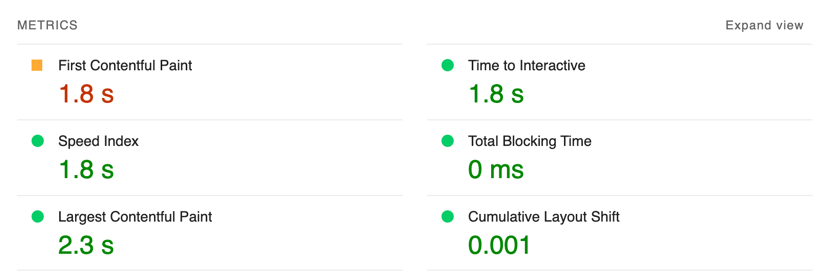 METRICS
Expand view
First Contentful Paint
1.8 s
Time to Interactive
1.8 s
Speed Index
1.8 s
Total Blocking Time
0 ms
Largest Contentful Paint
2.3 s
Cumulative Layout Shift
0.001